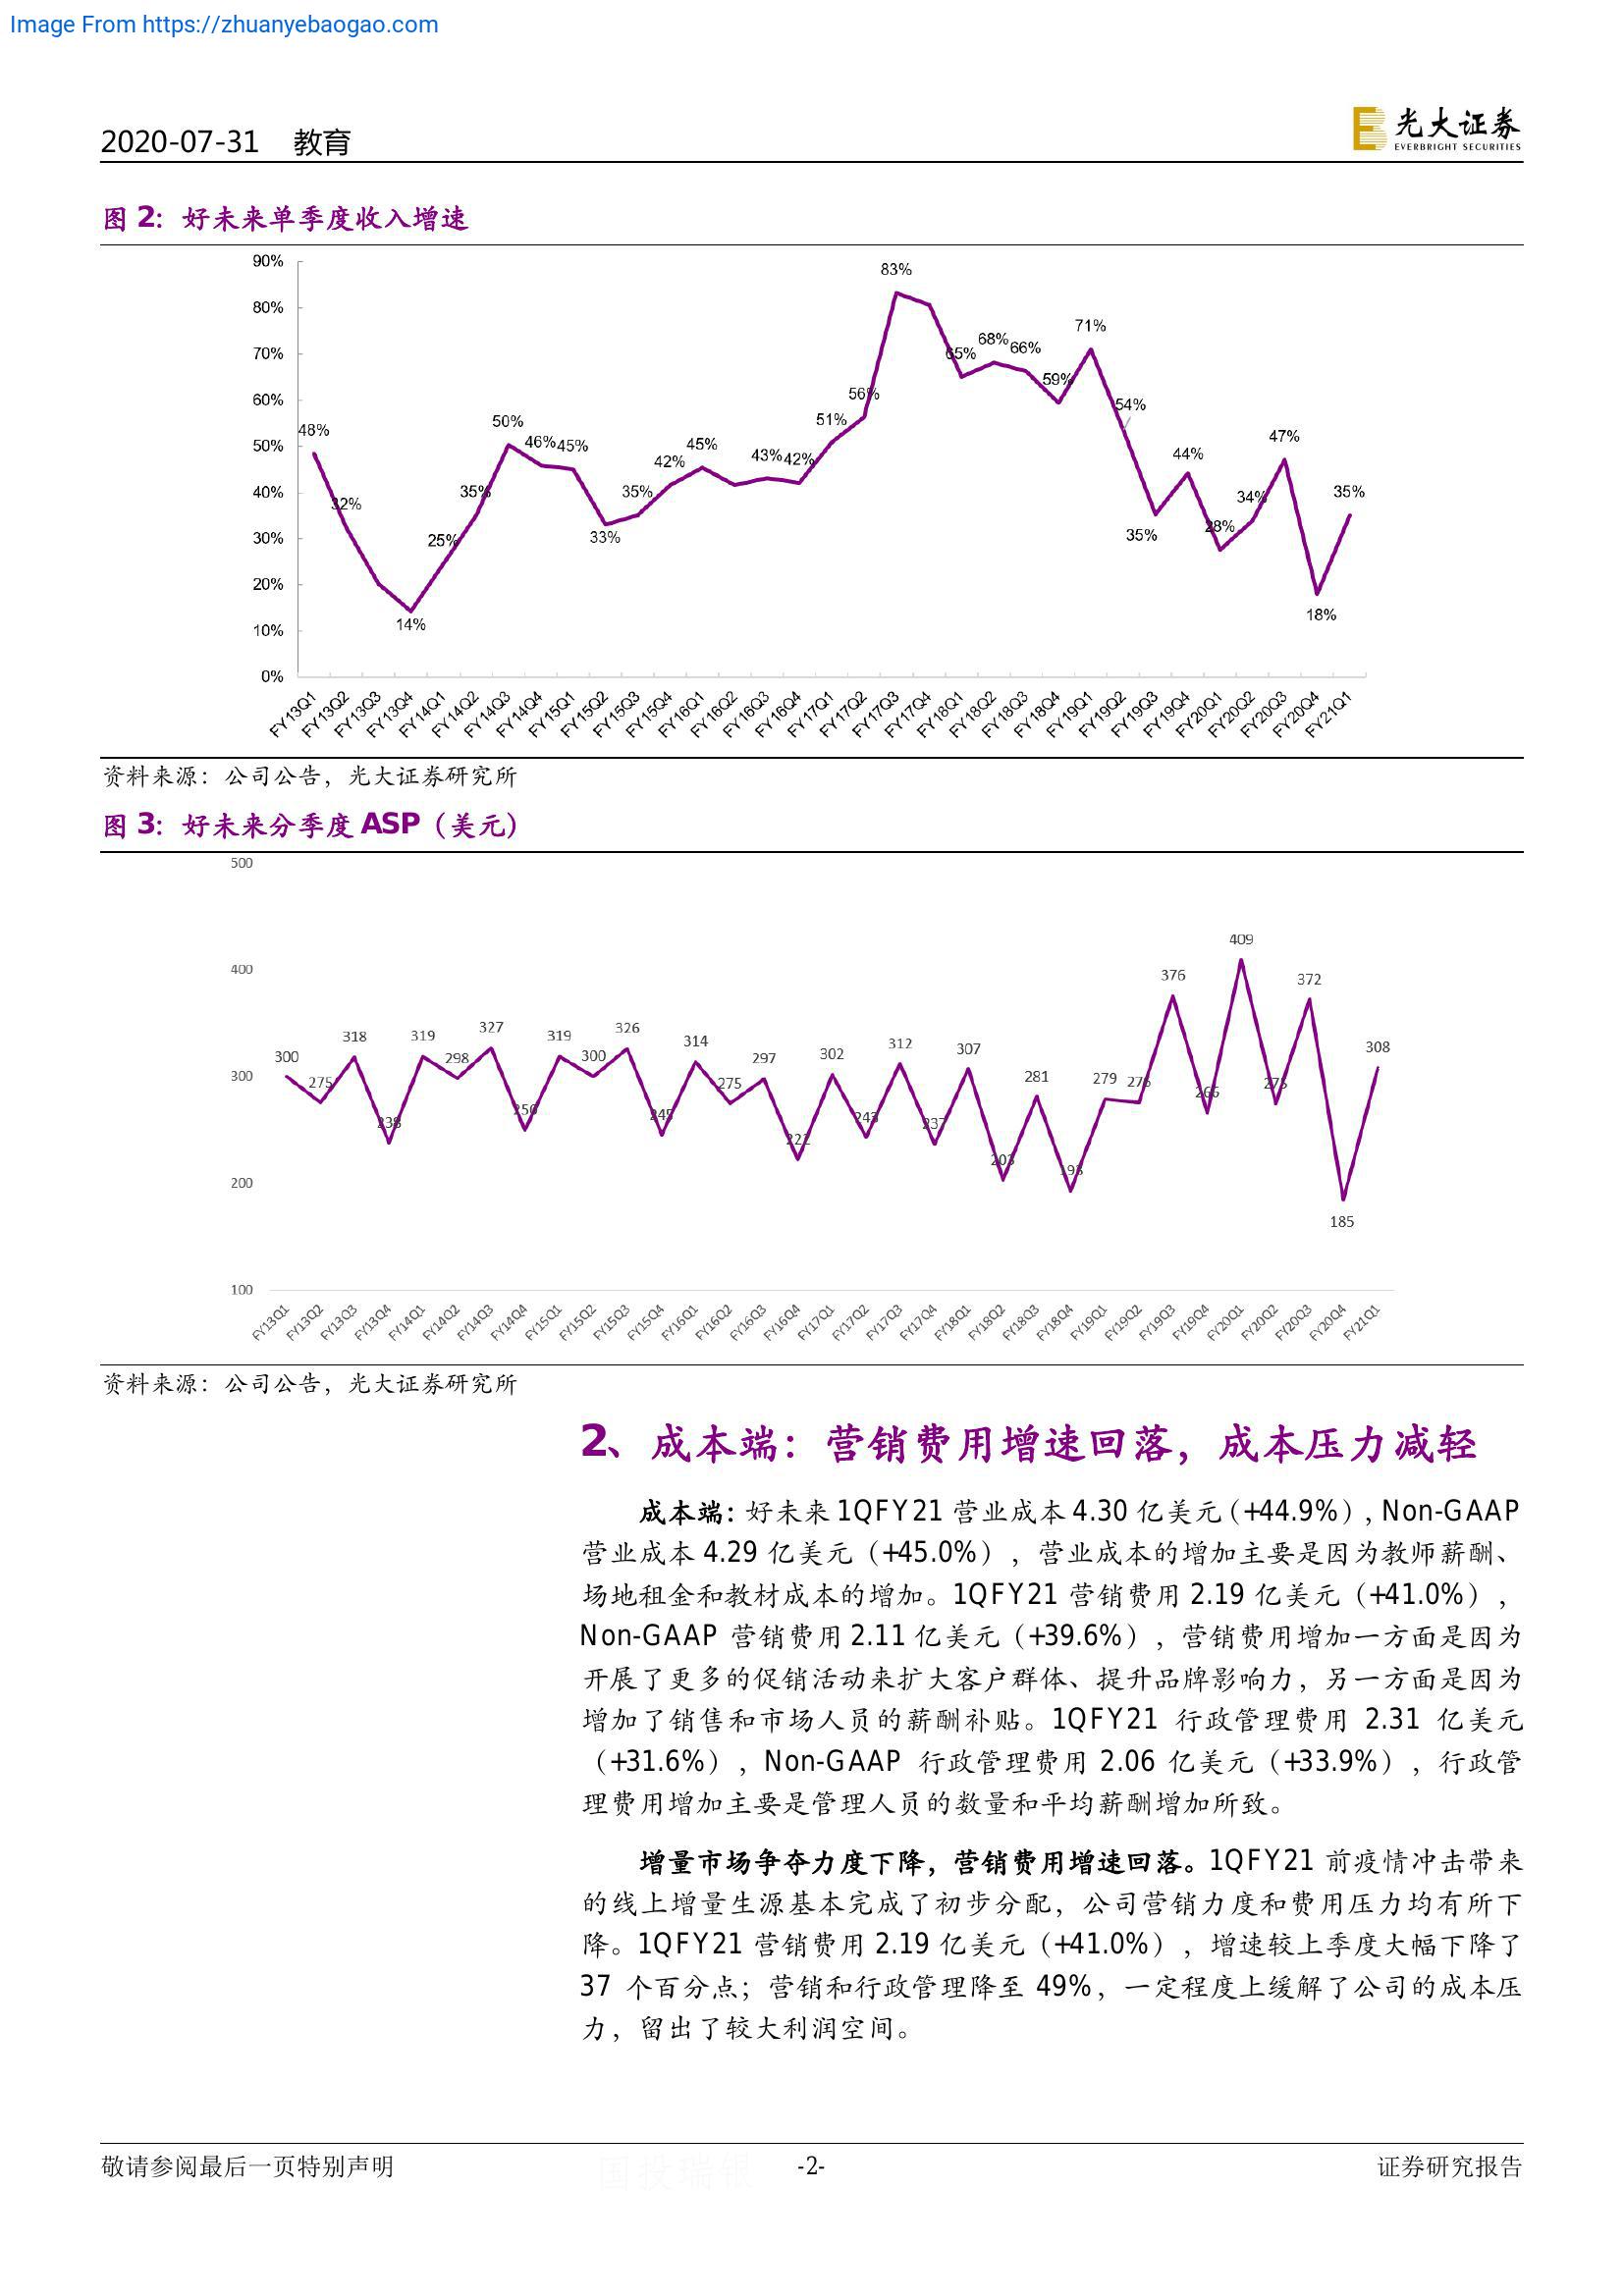 Image From https://zhuanyebaogao.com
2020-07-31 教育
光大证券
EVERBRIGHT SECURITIES
图 2：好未来单季度收入增速
90%
80%
70%
60%
50%
40%
30%
20%
10%
0%
48%
32%
14%
25%
35%
50%
46%
45%
33%
35%
42%
45%
43%
42%
51%
56%
83%
65%
68%
66%
59%
71%
54%
35%
44%
28%
34%
47%
18%
35%
FY13Q1 FY13Q2 FY13Q3 FY13Q4 FY14Q1 FY14Q2 FY14Q3 FY14Q4 FY15Q1 FY15Q2 FY15Q3 FY15Q4 FY16Q1 FY16Q2 FY16Q3 FY16Q4 FY17Q1 FY17Q2 FY17Q3 FY17Q4 FY18Q1 FY18Q2 FY18Q3 FY18Q4 FY19Q1 FY19Q2 FY19Q3 FY19Q4 FY20Q1 FY20Q2 FY20Q3 FY20Q4 FY21Q1
资料来源：公司公告，光大证券研究所
图 3：好未来分季度 ASP（美元）
500
400
300
200
100
300
275
318
238
319
298
327
250
319
300
326
245
314
275
297
222
302
243
312
237
307
203
281
193
279
276
376
266
409
275
372
185
308
FY13Q1 FY13Q2 FY13Q3 FY13Q4 FY14Q1 FY14Q2 FY14Q3 FY14Q4 FY15Q1 FY15Q2 FY15Q3 FY15Q4 FY16Q1 FY16Q2 FY16Q3 FY16Q4 FY17Q1 FY17Q2 FY17Q3 FY17Q4 FY18Q1 FY18Q2 FY18Q3 FY18Q4 FY19Q1 FY19Q2 FY19Q3 FY19Q4 FY20Q1 FY20Q2 FY20Q3 FY20Q4 FY21Q1
资料来源：公司公告，光大证券研究所
2、成本端：营销费用增速回落，成本压力减轻
成本端：好未来 1QFY21 营业成本 4.30 亿美元（+44.9%），Non-GAAP
营业成本 4.29 亿美元（+45.0%），营业成本的增加主要是因为教师薪酬、
场地租金和教材成本的增加。1QFY21 营销费用 2.19 亿美元（+41.0%），
Non-GAAP 营销费用 2.11 亿美元（+39.6%），营销费用增加一方面是因为
开展了更多的促销活动来扩大客户群体、提升品牌影响力，另一方面是因为
增加了销售和市场人员的薪酬补贴。1QFY21 行政管理费用 2.31 亿美元
（+31.6%），Non-GAAP 行政管理费用 2.06 亿美元（+33.9%），行政管
理费用增加主要是管理人员的数量和平均薪酬增加所致。
增量市场争夺力度下降，营销费用增速回落。1QFY21 前疫情冲击带来
的线上增量生源基本完成了初步分配，公司营销力度和费用压力均有所下
降。1QFY21 营销费用 2.19 亿美元（+41.0%），增速较上季度大幅下降了
37 个百分点；营销和行政管理降至 49%，一定程度上缓解了公司的成本压
力，留出了较大利润空间。
敬请参阅最后一页特别声明
国投瑞银
-2-
证券研究报告